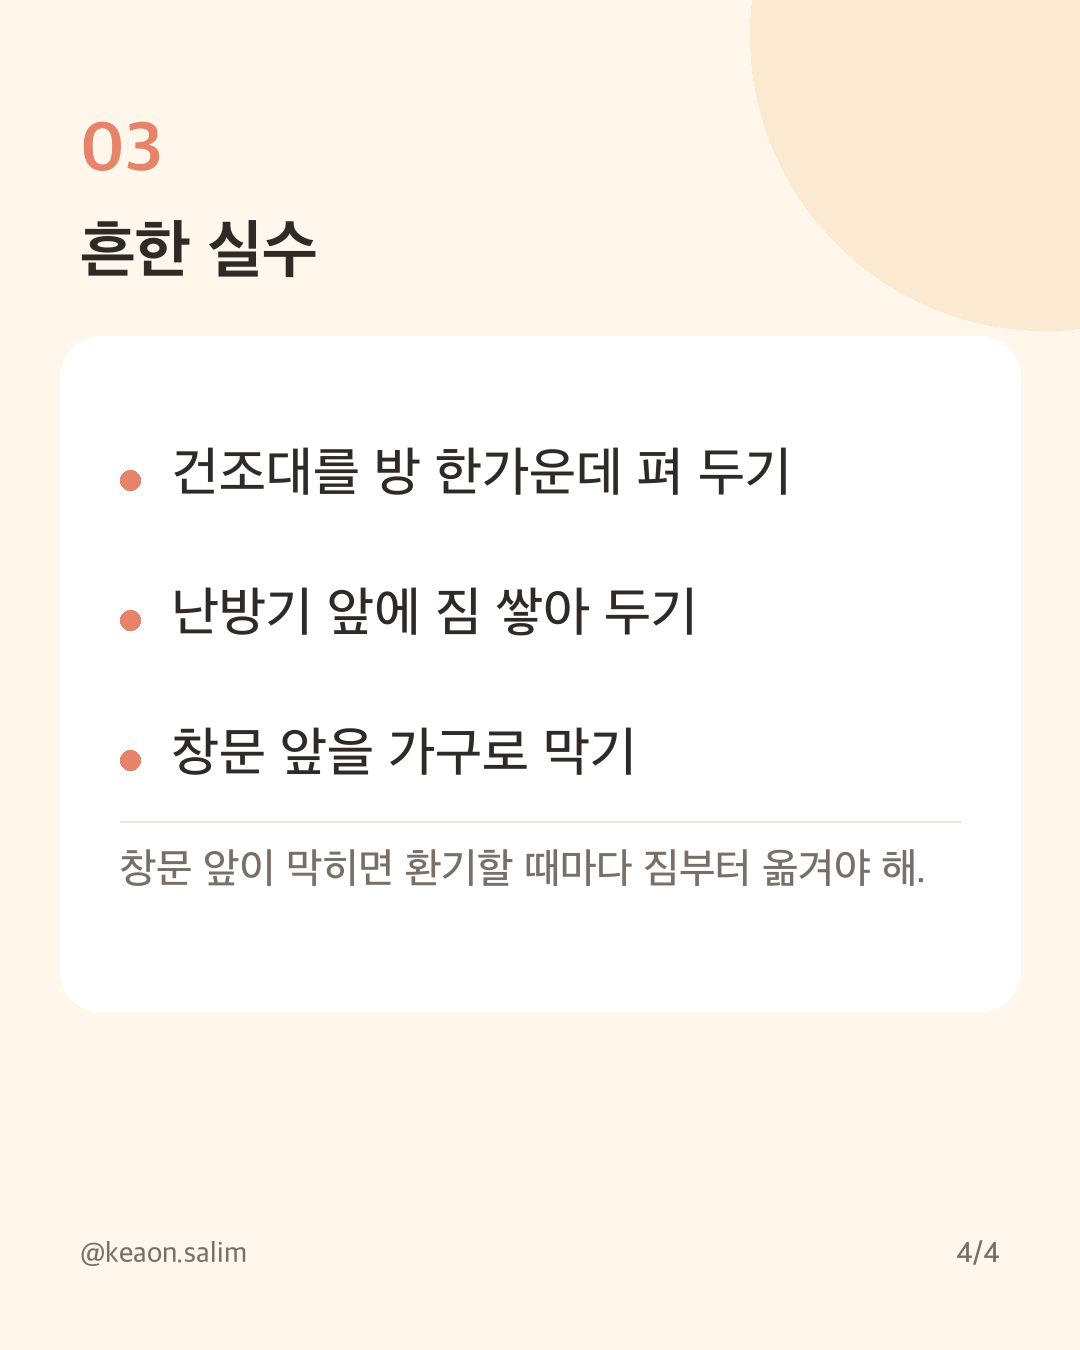 03
흔한 실수
건조대를 방 한가운데 펴 두기
난방기 앞에 짐 쌓아 두기
창문 앞을 가구로 막기
창문 앞이 막히면 환기할 때마다 짐부터 옮겨야 해.
@keaon.salim
4/4